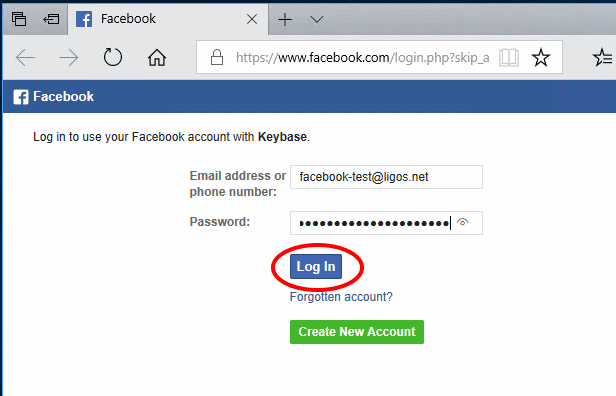 Facebook
https://www.facebook.com/login.php?skip_a
Facebook
Log in to use your Facebook account with Keybase.
Email address or
phone number:
facebook-test@ligos.net
Password:
Log In
Forgotten account?
Create New Account